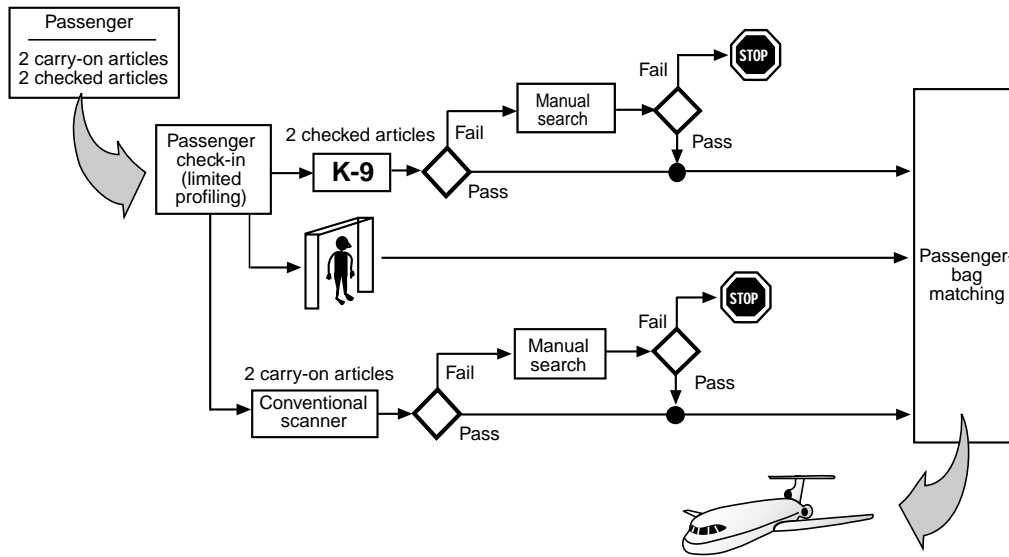 Passenger
2 carry-on articles
2 checked articles
Passenger
check-in
(limited
profiling)
2 checked articles
K-9
Fail
Pass
Manual
search
Fail
STOP
Pass
Passenger-
bag
matching
2 carry-on articles
Conventional
scanner
Fail
Pass
Manual
search
Fail
STOP
Pass